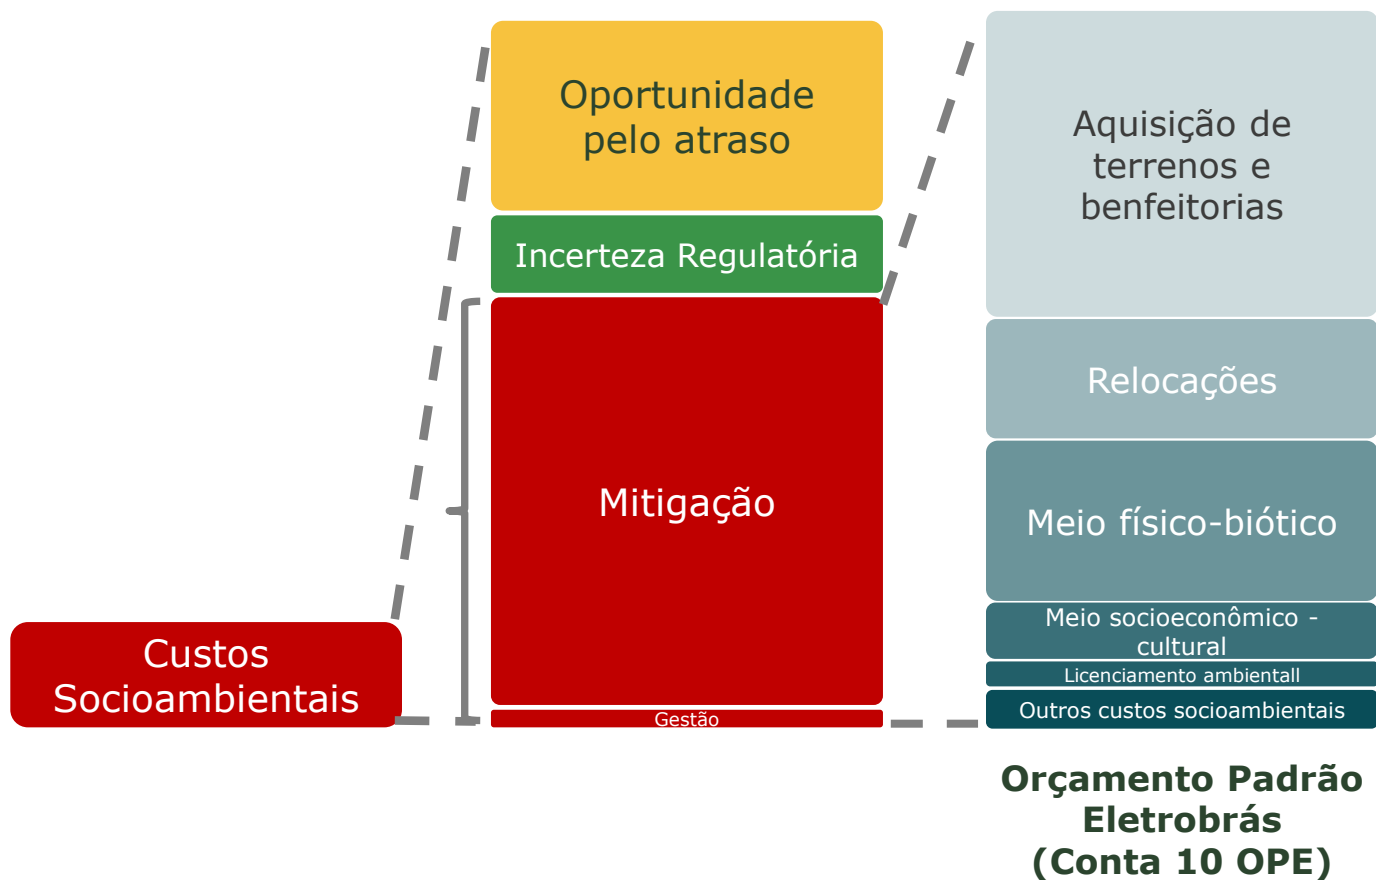 Custos
Socioambientais
Oportunidade
pelo atraso
Incerteza Regulatória
Mitigação
Gestão
Aquisição de
terrenos e
benfeitorias
Relocações
Meio físico-biótico
Meio socioeconômico -
cultural
Licenciamento ambientall
Outros custos socioambientais
Orçamento Padrão
Eletrobrás
(Conta 10 OPE)